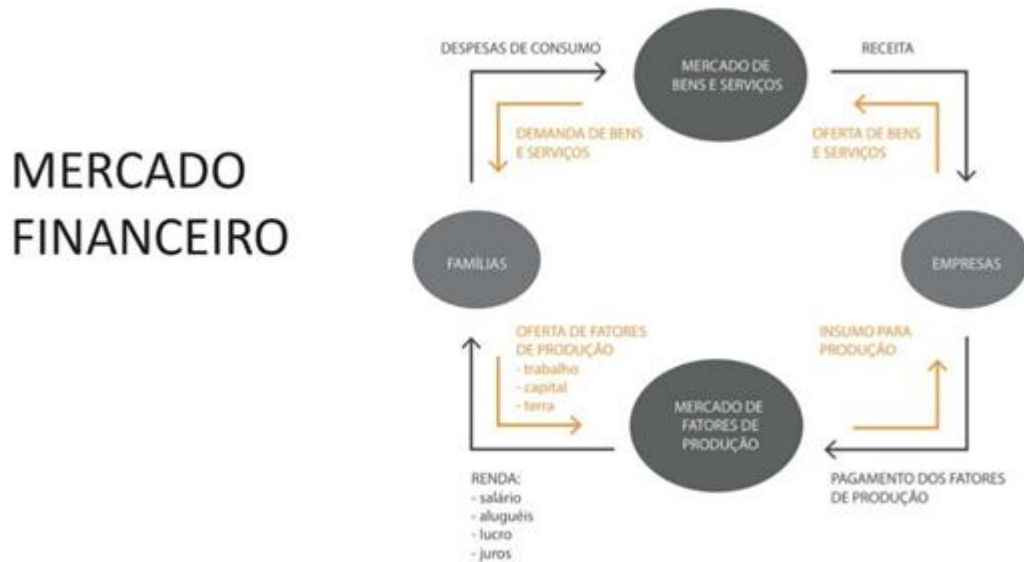 MERCADO
FINANCEIRO
DESPESAS DE CONSUMO
MERCADO DE
BENS E SERVIÇOS
RECEITA
DEMANDA DE BENS
E SERVIÇOS
OFERTA DE BENS
E SERVIÇOS
FAMÍLIAS
EMPRESAS
OFERTA DE FATORES
DE PRODUÇÃO
- trabalho
- capital
- terra
INSUMO PARA
PRODUÇÃO
MERCADO DE
FATORES DE
PRODUÇÃO
RENDA:
- salário
- aluguéis
- lucro
- juros
PAGAMENTO DOS FATORES
DE PRODUÇÃO